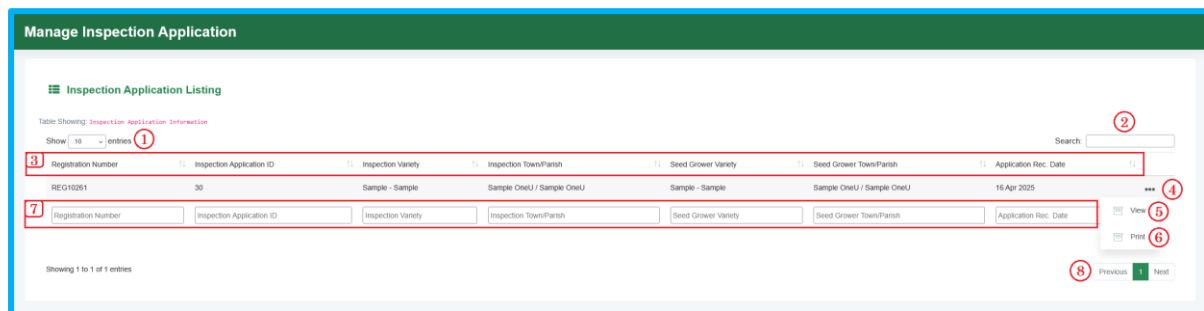 Manage Inspection Application
Inspection Application Listing
Table Showing: Inspection Application Information
2
Show 10 entries 1 Search:
3 Registration Number Inspection Application ID Inspection Variety Inspection Town/Parish Seed Grower Variety Seed Grower Town/Parish Application Rec. Date
REG10261 30 Sample - Sample Sample OneU / Sample OneU Sample - Sample Sample OneU / Sample OneU 16 Apr 2025 ••• 4
7 Registration Number Inspection Application ID Inspection Variety Inspection Town/Parish Seed Grower Variety Seed Grower Town/Parish Application Rec. Date
View 5
Print 6
Showing 1 to 1 of 1 entries 8 Previous 1 Next